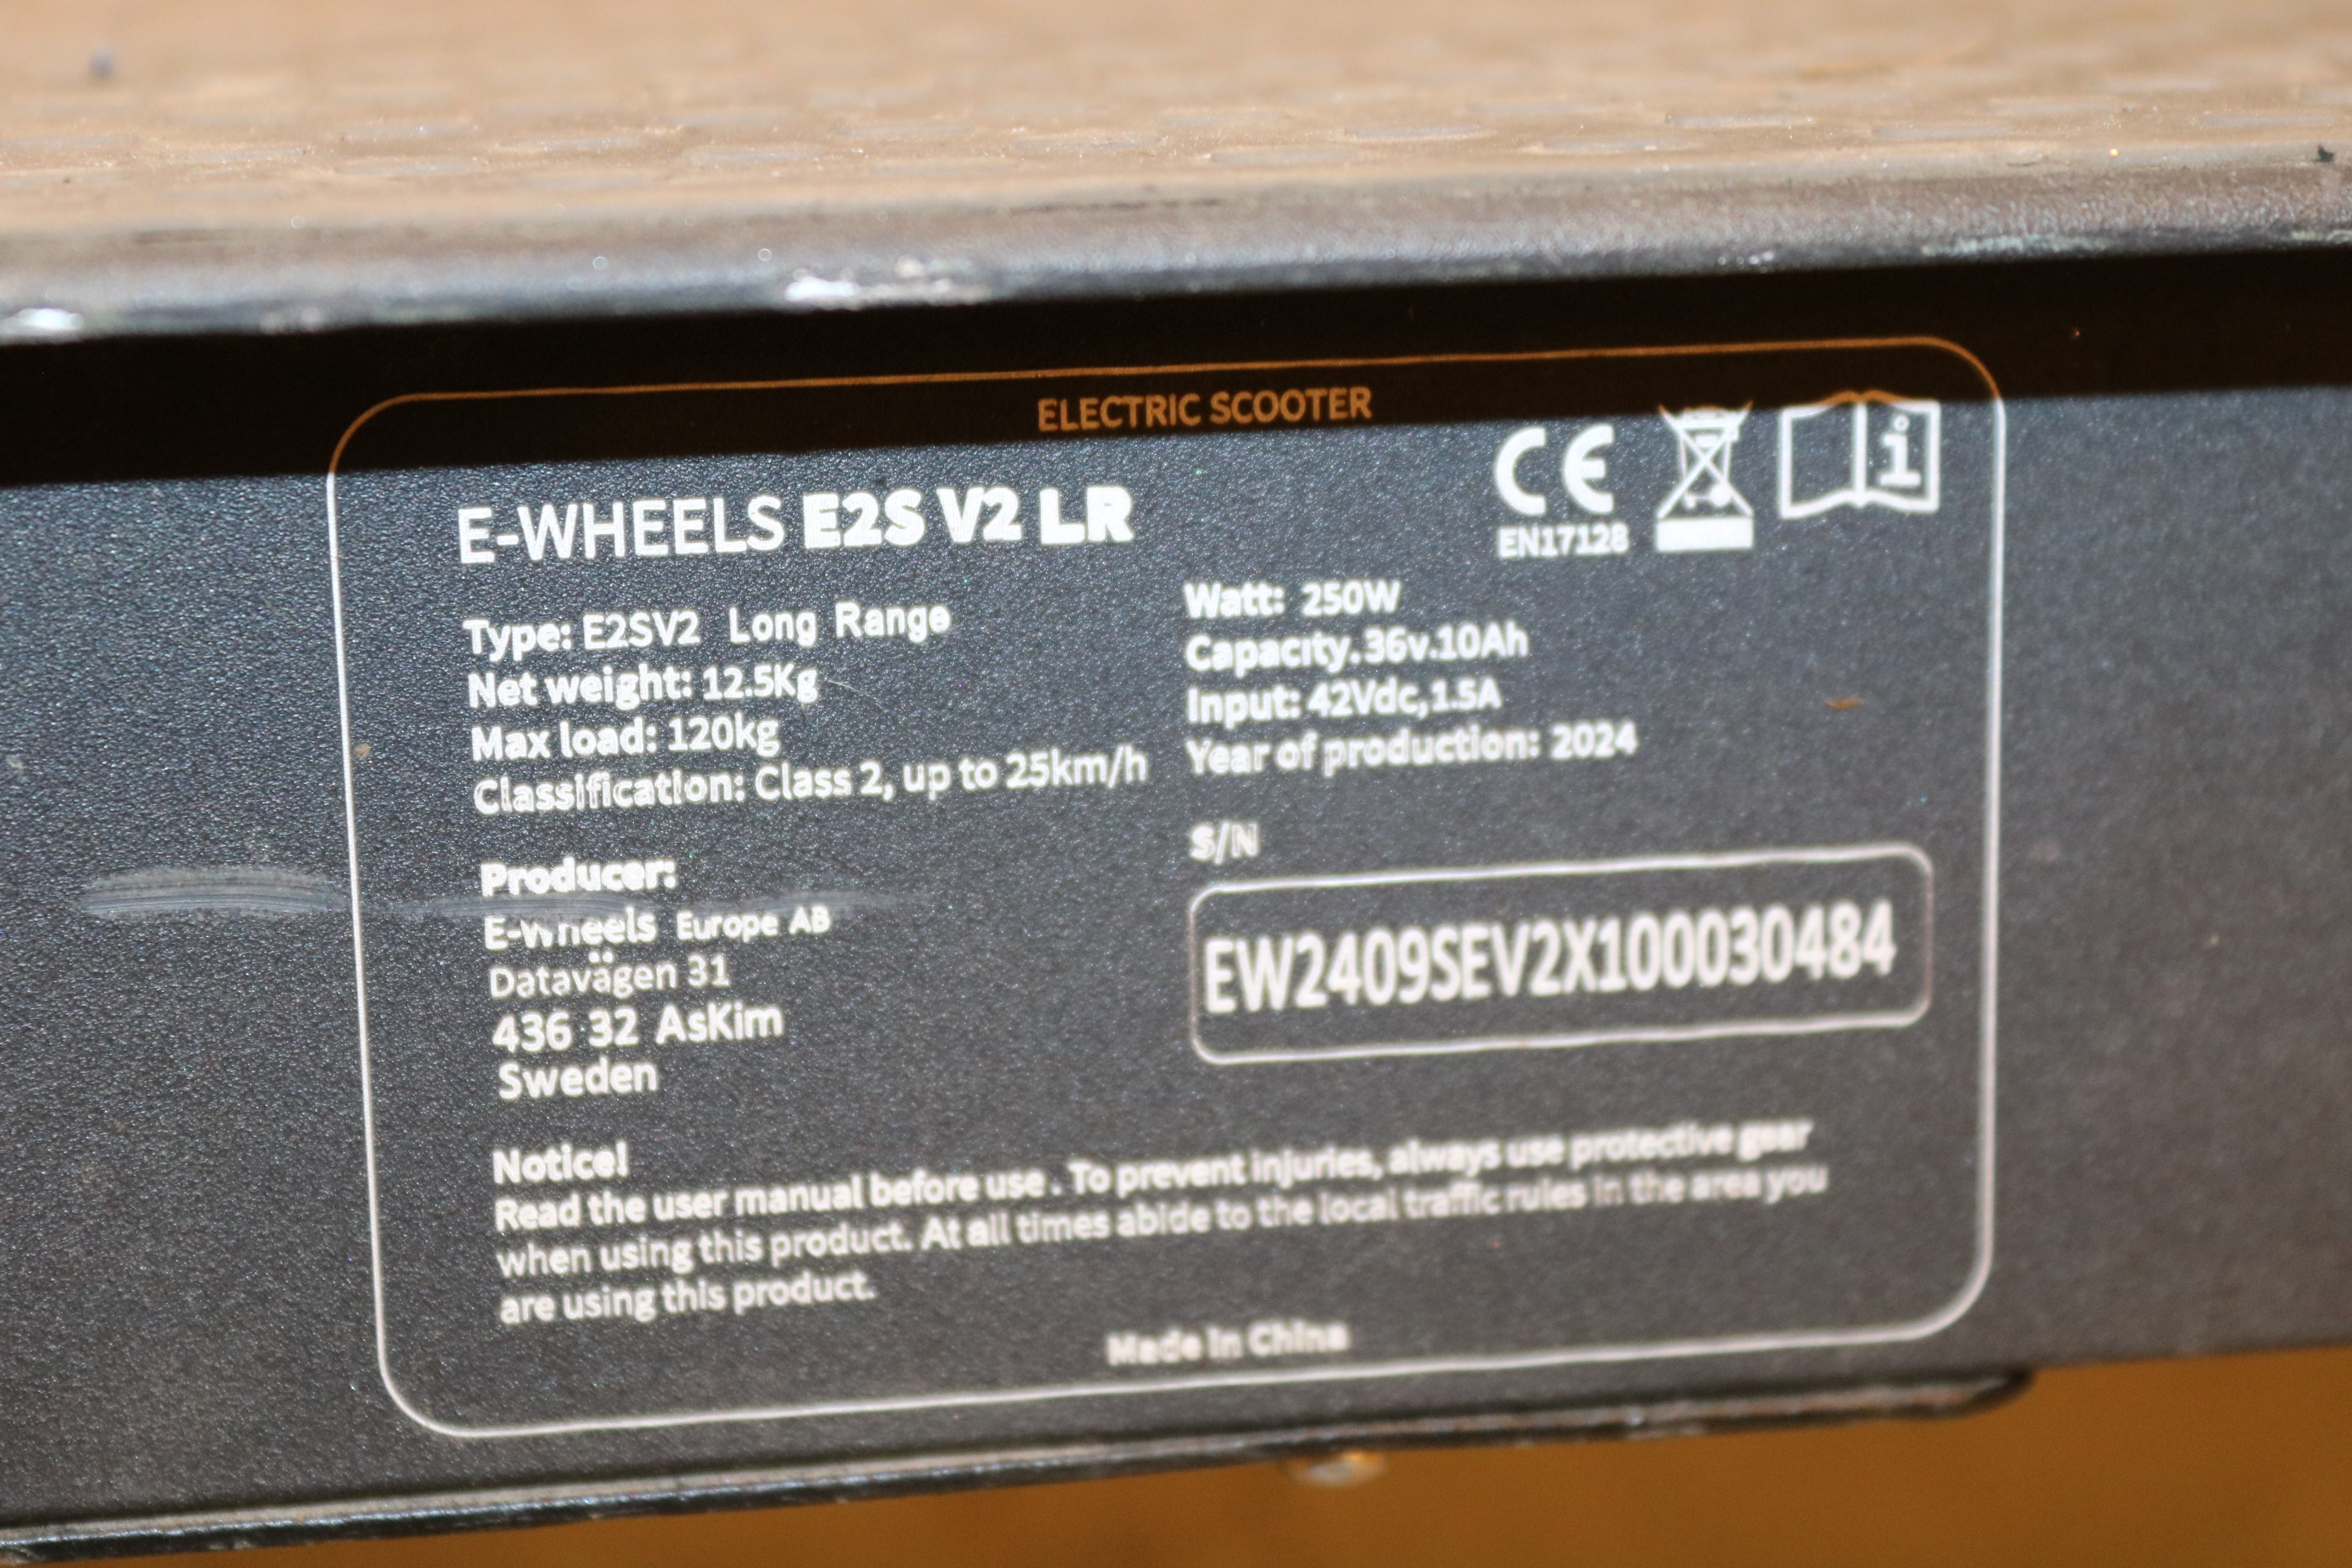 ELECTRIC SCOOTER
E-WHEELS E2S V2 LR
CE
EN17128
i
Type: E2SV2 Long Range
Net weight: 12.5Kg
Max load: 120kg
Classification: Class 2, up to 25km/h
Watt: 250W
Capacity.36v.10Ah
Input: 42Vdc,1.5A
Year of production: 2024
Producer:
E-Wheels Europe AB
Datavägen 31
436 32 AsKim
Sweden
S/N
EW2409SEV2X100030484
Notice!
Read the user manual before use . To prevent injuries, always use protective gear
when using this product. At all times abide to the local traffic rules in the area you
are using this product.
Made in China